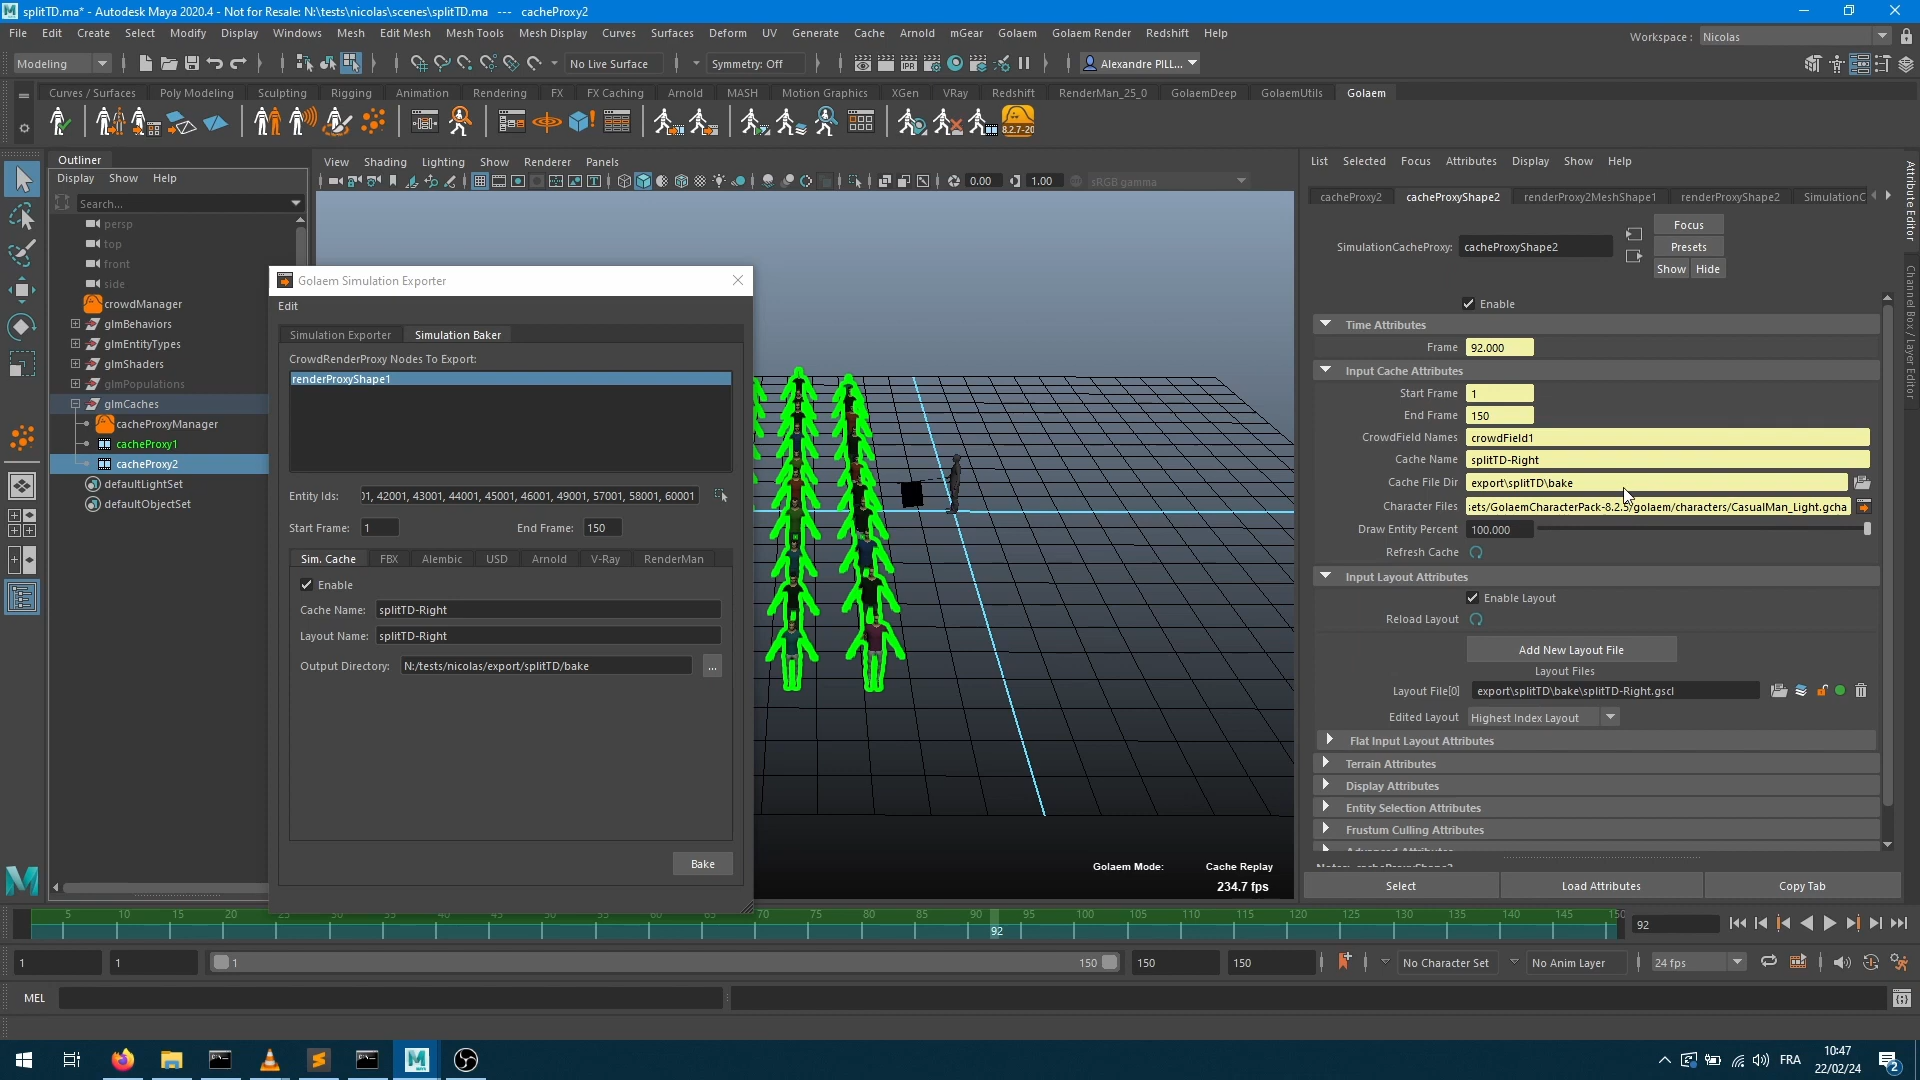 splitTD.ma* - Autodesk Maya 2020.4 - Not for Resale: N:\tests\nicolas\scenes\splitTD.ma   ---   cacheProxy2
File Edit Create Select Modify Display Windows Mesh Edit Mesh Mesh Tools Mesh Display Curves Surfaces Deform UV Generate Cache Arnold mGear Golaem Golaem Render Redshift Help
Workspace : Nicolas
Modeling No Live Surface Symmetry: Off Alexandre PILL...
Curves / Surfaces Poly Modeling Sculpting Rigging Animation Rendering FX FX Caching Arnold MASH Motion Graphics XGen VRay Redshift RenderMan_25_0 GolaemDeep GolaemUtils Golaem
IPR
8.2.7-20
Outliner
Display Show Help
Search...
persp
top
front
side
crowdManager
glmBehaviors
glmEntityTypes
glmShaders
glmPopulations
glmCaches
cacheProxyManager
cacheProxy1
cacheProxy2
defaultLightSet
defaultObjectSet
View Shading Lighting Show Renderer Panels
0.00 1.00 sRGB gamma
Golaem Simulation Exporter
Edit
Simulation Exporter Simulation Baker
CrowdRenderProxy Nodes To Export:
renderProxyShape1
Entity Ids: )1, 42001, 43001, 44001, 45001, 46001, 49001, 57001, 58001, 60001
Start Frame: 1 End Frame: 150
Sim. Cache FBX Alembic USD Arnold V-Ray RenderMan
Enable
Cache Name: splitTD-Right
Layout Name: splitTD-Right
Output Directory: N:/tests/nicolas/export/splitTD/bake ...
Bake
Golaem Mode: Cache Replay
234.7 fps
List Selected Focus Attributes Display Show Help
cacheProxy2 cacheProxyShape2 renderProxy2MeshShape1 renderProxyShape2 SimulationC
SimulationCacheProxy: cacheProxyShape2
Focus
Presets
Show Hide
Enable
Time Attributes
Frame 92.000
Input Cache Attributes
Start Frame 1
End Frame 150
CrowdField Names crowdField1
Cache Name splitTD-Right
Cache File Dir export\splitTD\bake
Character Files sets/GolaemCharacterPack-8.2.5/golaem/characters/CasualMan_Light.gcha
Draw Entity Percent 100.000
Refresh Cache
Input Layout Attributes
Enable Layout
Reload Layout
Add New Layout File
Layout Files
Layout File[0] export\splitTD\bake\splitTD-Right.gscl
Edited Layout Highest Index Layout
Flat Input Layout Attributes
Terrain Attributes
Display Attributes
Entity Selection Attributes
Frustum Culling Attributes
Select Load Attributes Copy Tab
Attribute Editor
Channel Box / Layer Editor
5 10 15 20 25 30 35 40 45 50 55 60 65 70 75 80 85 90 95 100 105 110 115 120 125 130 135 140 145 150
92
92
1 1 1 150 150 150 No Character Set No Anim Layer 24 fps
MEL
FRA
10:47
22/02/24
2